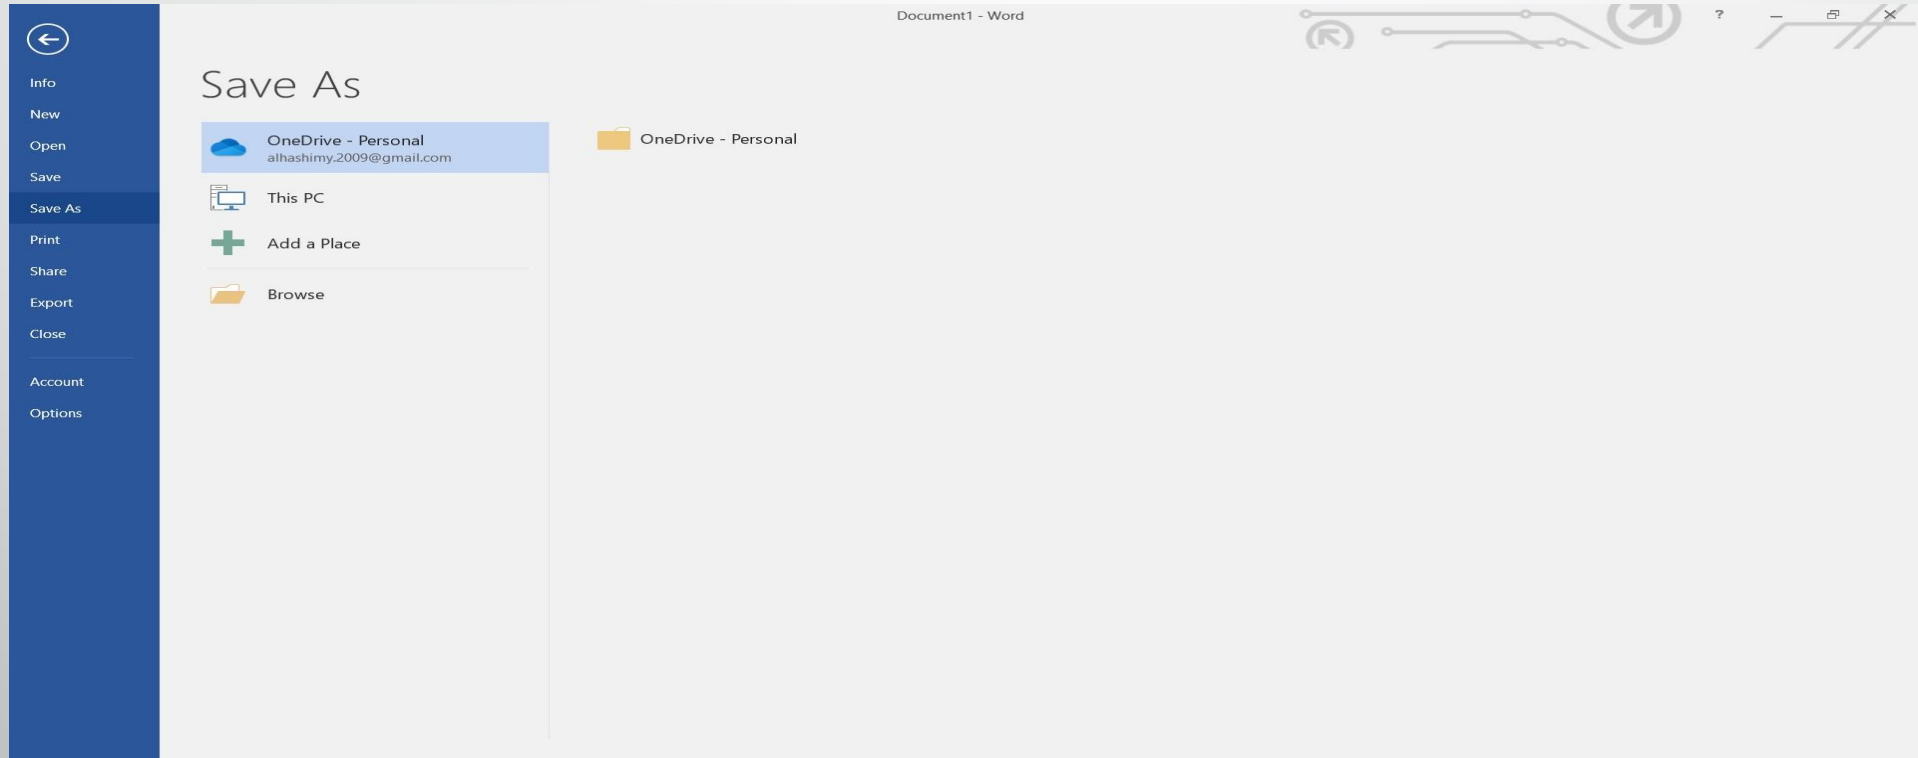 Document1 - Word
?
Info
New
Open
Save
Save As
Print
Share
Export
Close
Account
Options
Save As
OneDrive - Personal
alhashimy.2009@gmail.com
This PC
Add a Place
Browse
OneDrive - Personal